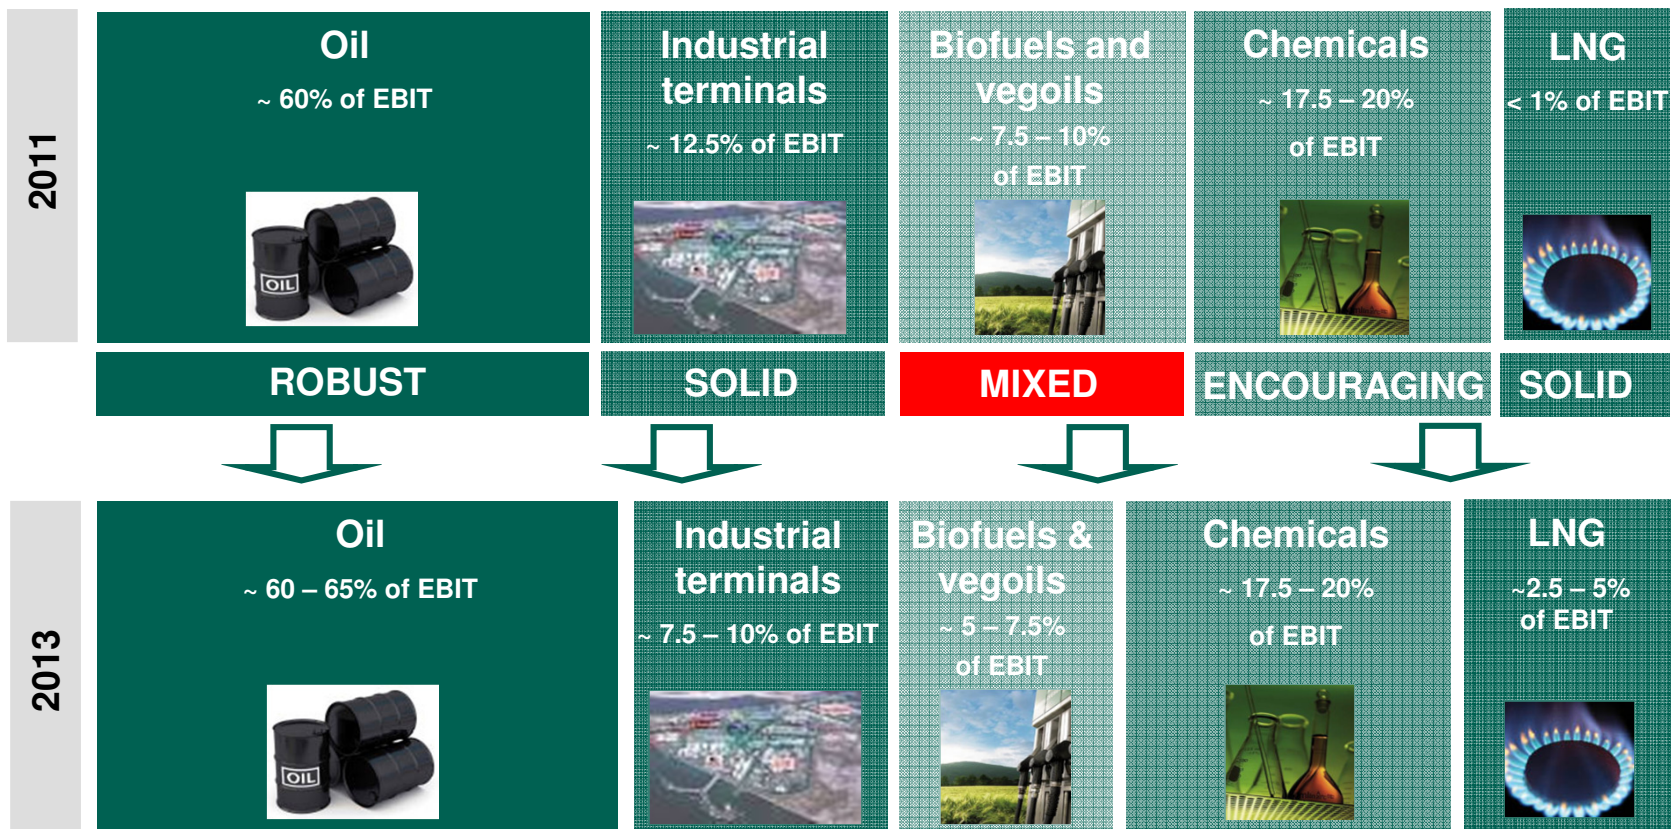 2011
Oil
~ 60% of EBIT
OIL
Industrial
terminals
~ 12.5% of EBIT
Biofuels and
vegoils
~ 7.5 – 10%
of EBIT
Chemicals
~ 17.5 – 20%
of EBIT
LNG
< 1% of EBIT
ROBUST
SOLID
MIXED
ENCOURAGING
SOLID
2013
Oil
~ 60 – 65% of EBIT
OIL
Industrial
terminals
~ 7.5 – 10% of EBIT
Biofuels &
vegoils
~ 5 – 7.5%
of EBIT
Chemicals
~ 17.5 – 20%
of EBIT
LNG
~2.5 – 5%
of EBIT